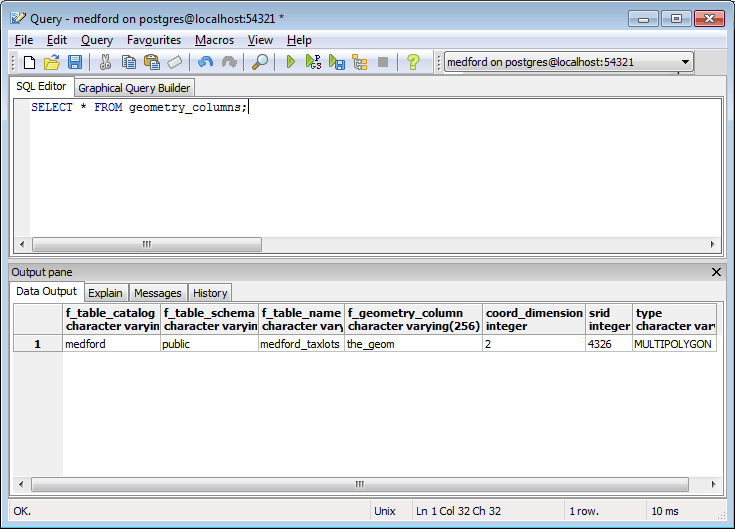 Query - medford on postgres@localhost:54321 *
File Edit Query Favourites Macros View Help
medford on postgres@localhost:54321
SQL Editor Graphical Query Builder
SELECT * FROM geometry_columns;
Output pane
Data Output Explain Messages History
f_table_catalog f_table_schema f_table_name f_geometry_column coord_dimension srid type
character varyin character varyin character vary character varying(256) integer integer character vary
1 medford public medford_taxlots the_geom 2 4326 MULTIPOLYGON
OK. Unix Ln 1 Col 32 Ch 32 1 row. 10 ms